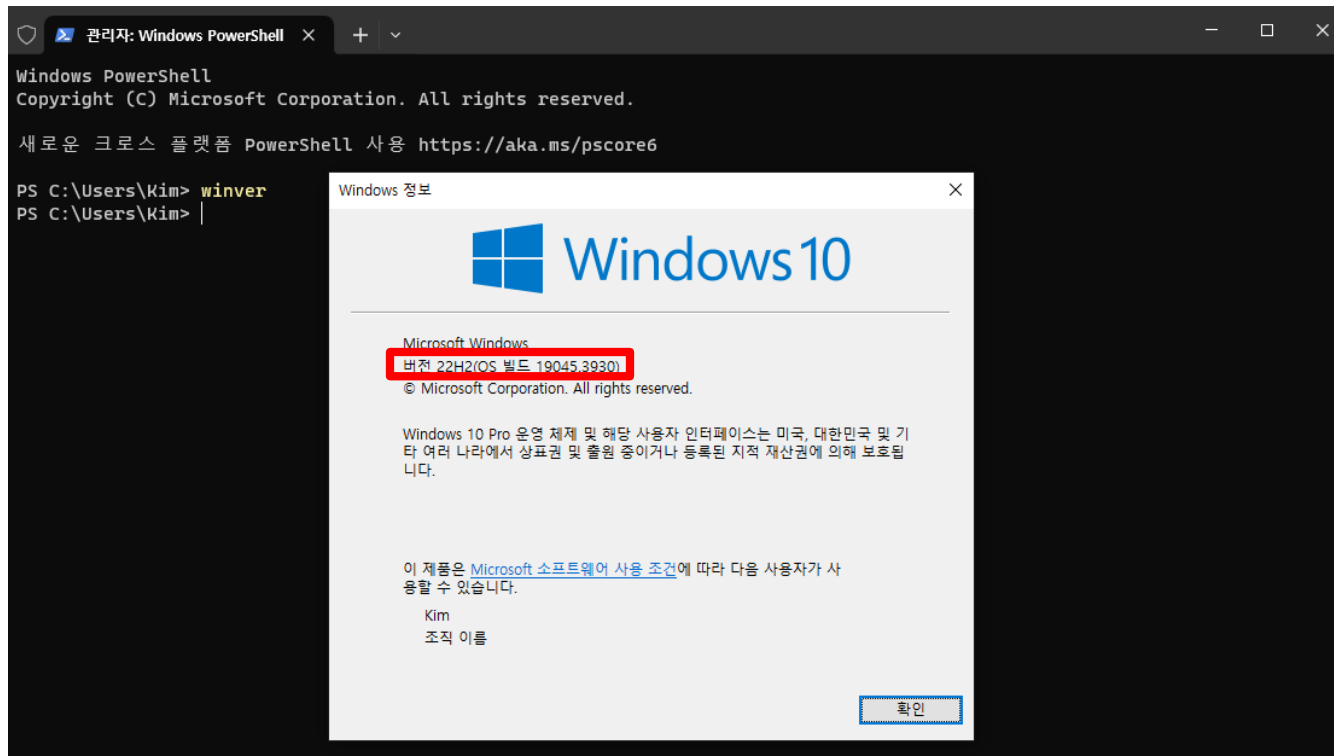 관리자: Windows PowerShell
Windows PowerShell
Copyright (C) Microsoft Corporation. All rights reserved.
새로운 크로스 플랫폼 PowerShell 사용 https://aka.ms/pscore6
PS C:\Users\Kim> winver
PS C:\Users\Kim>
Windows 정보
Windows 10
Microsoft Windows
버전 22H2(OS 빌드 19045.3930)
© Microsoft Corporation. All rights reserved.
Windows 10 Pro 운영 체제 및 해당 사용자 인터페이스는 미국, 대한민국 및 기
타 여러 나라에서 상표권 및 출원 중이거나 등록된 지적 재산권에 의해 보호됩
니다.
이 제품은 Microsoft 소프트웨어 사용 조건에 따라 다음 사용자가 사
용할 수 있습니다.
Kim
조직 이름
확인